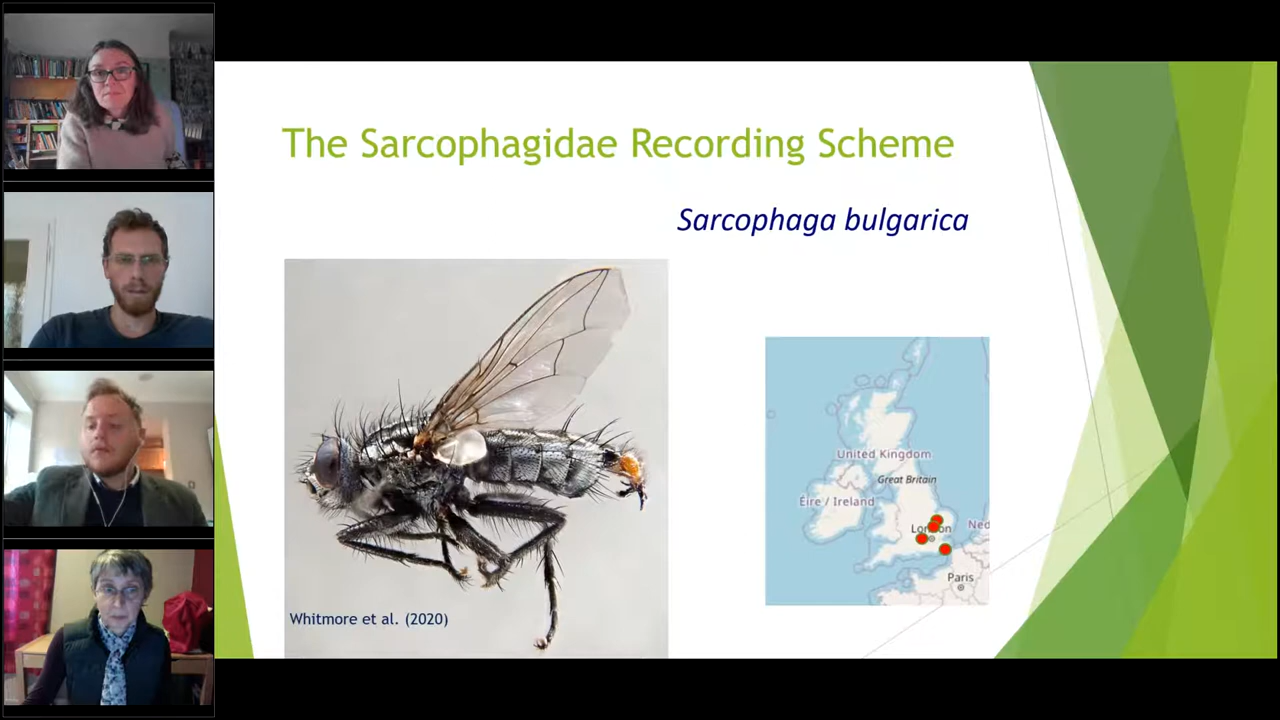 The Sarcophagidae Recording Scheme
Sarcophaga bulgarica
Whitmore et al. (2020)
United Kingdom
Great Britain
Éire / Ireland
London
Ned
Paris